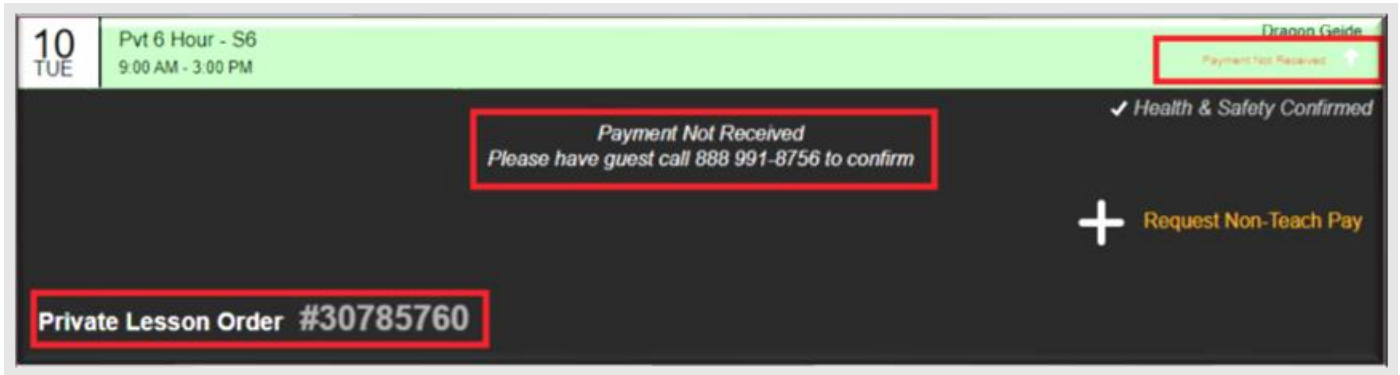 10
TUE
Pvt 6 Hour - S6
9:00 AM - 3:00 PM
Dragon Geide
Payment Not Received
✓ Health & Safety Confirmed
Payment Not Received
Please have guest call 888 991-8756 to confirm
Request Non-Teach Pay
Private Lesson Order #30785760